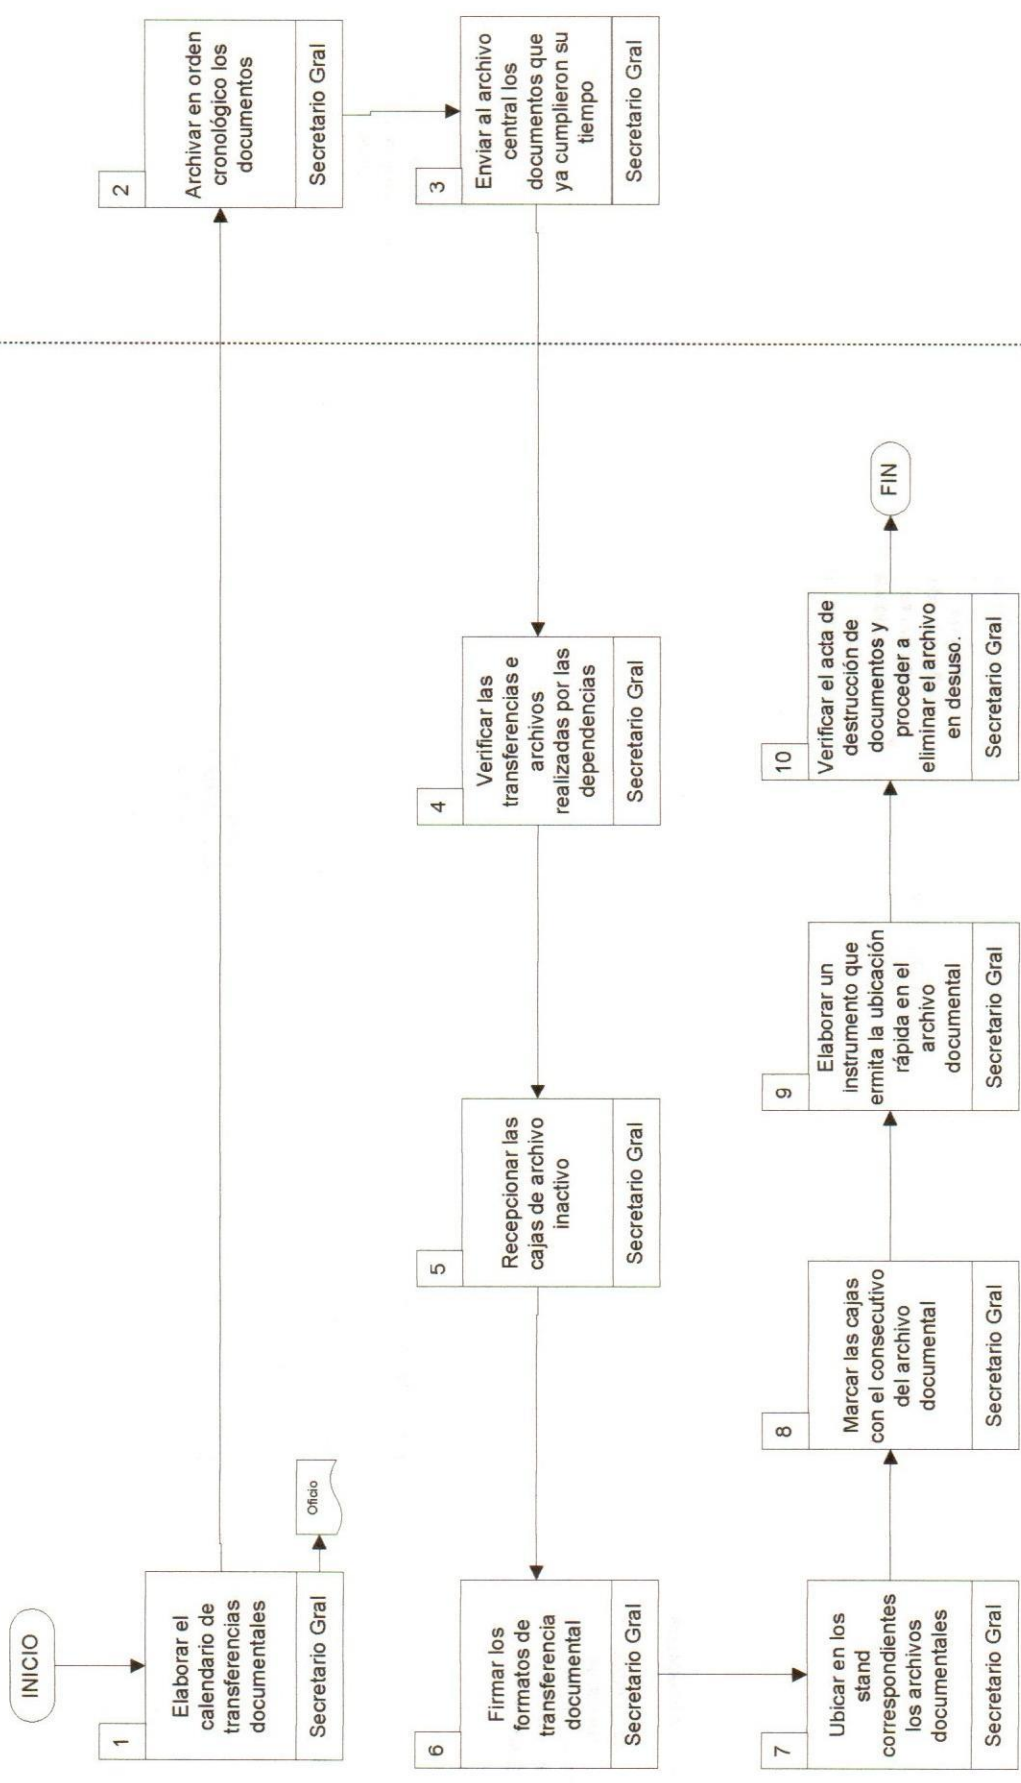 INICIO
1
Elaborar el
calendario de
transferencias
documentales
Secretario Gral
Oficio
2
Archivar en orden
cronológico los
documentos
Secretario Gral
3
Enviar al archivo
central los
documentos que
ya cumplieron su
tiempo
Secretario Gral
4
Verificar las
transferencias e
archivos
realizadas por las
dependencias
Secretario Gral
5
Recepcionar las
cajas de archivo
inactivo
Secretario Gral
6
Firmar los
formatos de
transferencia
documental
Secretario Gral
7
Ubicar en los
stand
correspondientes
los archivos
documentales
Secretario Gral
8
Marcar las cajas
con el consecutivo
del archivo
documental
Secretario Gral
9
Elaborar un
instrumento que
ermita la ubicación
rápida en el
archivo
documental
Secretario Gral
10
Verificar el acta de
destrucción de
documentos y
proceder a
eliminar el archivo
en desuso.
Secretario Gral
FIN